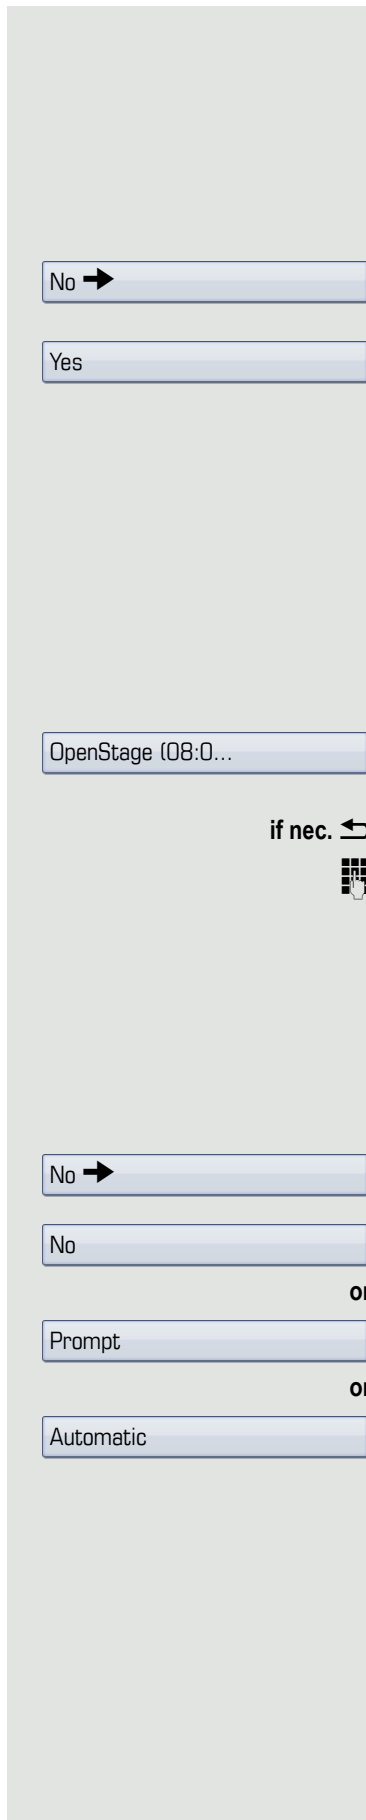 No
Yes
OpenStage (08:0...
if nec.
No
No
or
Prompt
or
Automatic